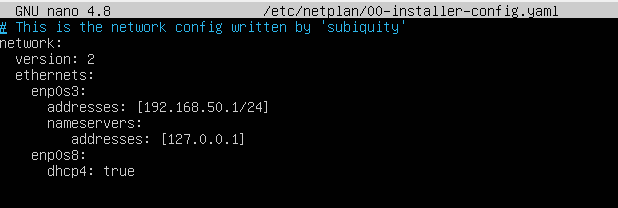 GNU nano 4.8 /etc/netplan/00-installer-config.yaml
# This is the network config written by 'subiquity'
network:
  version: 2
  ethernets:
    enp0s3:
      addresses: [192.168.50.1/24]
      nameservers:
        addresses: [127.0.0.1]
    enp0s8:
      dhcp4: true